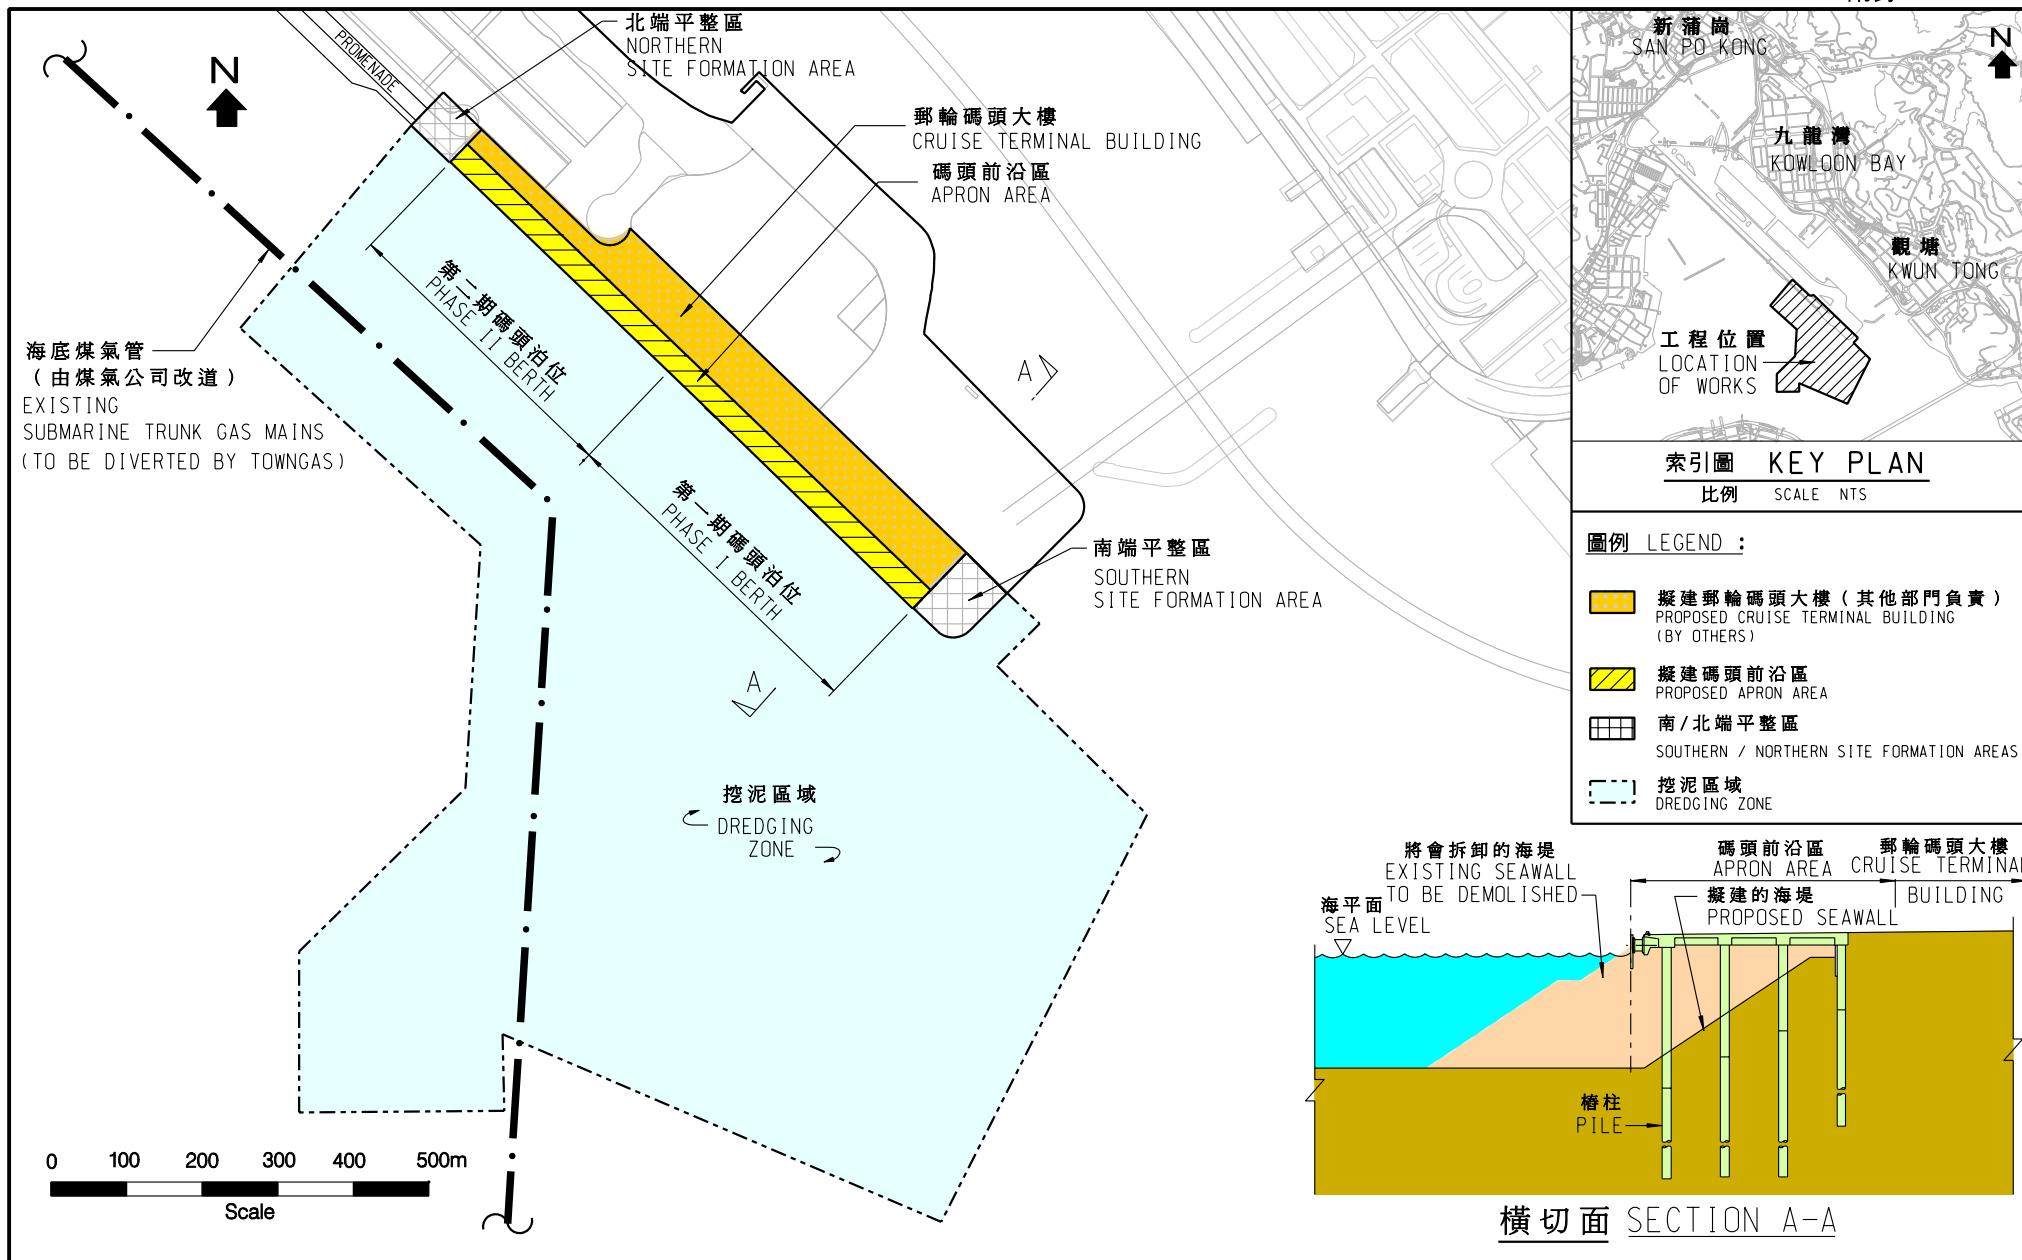 北端平整區
NORTHERN
SITE FORMATION AREA
PROMENADE
N
郵輪碼頭大樓
CRUISE TERMINAL BUILDING
碼頭前沿區
APRON AREA
第二期碼頭泊位
PHASE II BERTH
海底煤氣管
(由煤氣公司改道)
EXISTING
SUBMARINE TRUNK GAS MAINS
(TO BE DIVERTED BY TOWNGAS)
A
第一期碼頭泊位
PHASE I BERTH
南端平整區
SOUTHERN
SITE FORMATION AREA
A
挖泥區域
DREDGING
ZONE
0 100 200 300 400 500m
Scale
新蒲崗
SAN PO KONG
N
九龍灣
KOWLOON BAY
觀塘
KWUN TONG
工程位置
LOCATION
OF WORKS
索引圖 KEY PLAN
比例 SCALE NTS
圖例 LEGEND :
擬建郵輪碼頭大樓(其他部門負責)
PROPOSED CRUISE TERMINAL BUILDING
(BY OTHERS)
擬建碼頭前沿區
PROPOSED APRON AREA
南/北端平整區
SOUTHERN / NORTHERN SITE FORMATION AREAS
挖泥區域
DREDGING ZONE
將會拆卸的海堤
EXISTING SEAWALL
TO BE DEMOLISHED
海平面
SEA LEVEL
碼頭前沿區
APRON AREA
郵輪碼頭大樓
CRUISE TERMINAL
BUILDING
擬建的海堤
PROPOSED SEAWALL
樁柱
PILE
橫切面 SECTION A-A